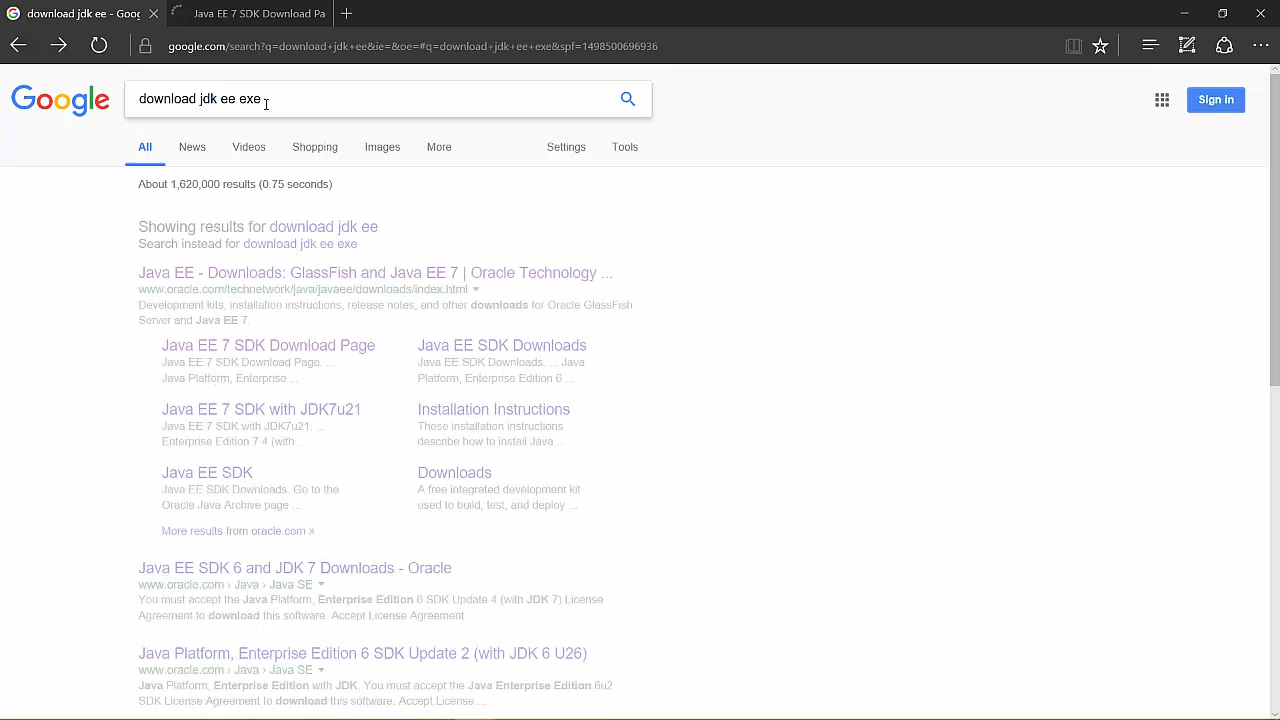 download jdk ee - Goog
Java EE 7 SDK Download Pa
google.com/search?q=download+jdk+ee+&ie=&oe=#q=download+jdk+ee+exe&spf=1498500696936
Google
download jdk ee exe
Sign in
All News Videos Shopping Images More Settings Tools
About 1,620,000 results (0.75 seconds)
Showing results for download jdk ee
Search instead for download jdk ee exe
Java EE - Downloads: GlassFish and Java EE 7 | Oracle Technology ...
www.oracle.com/technetwork/java/javaee/downloads/index.html
Development kits, installation instructions, release notes, and other downloads for Oracle GlassFish
Server and Java EE 7.
Java EE 7 SDK Download Page
Java EE 7 SDK Download Page. ...
Java Platform, Enterprise ...
Java EE SDK Downloads
Java EE SDK Downloads. ... Java
Platform, Enterprise Edition 6 ...
Java EE 7 SDK with JDK7u21
Java EE 7 SDK with JDK7u21. ...
Enterprise Edition 7 4 (with ...
Installation Instructions
These installation instructions
describe how to install Java ...
Java EE SDK
Java EE SDK Downloads. Go to the
Oracle Java Archive page ...
Downloads
A free integrated development kit
used to build, test, and deploy ...
More results from oracle.com »
Java EE SDK 6 and JDK 7 Downloads - Oracle
www.oracle.com › Java › Java SE
You must accept the Java Platform, Enterprise Edition 6 SDK Update 4 (with JDK 7) License
Agreement to download this software. Accept License Agreement
Java Platform, Enterprise Edition 6 SDK Update 2 (with JDK 6 U26)
www.oracle.com › Java › Java SE
Java Platform, Enterprise Edition with JDK. You must accept the Java Enterprise Edition 6u2
SDK License Agreement to download this software. Accept License ...